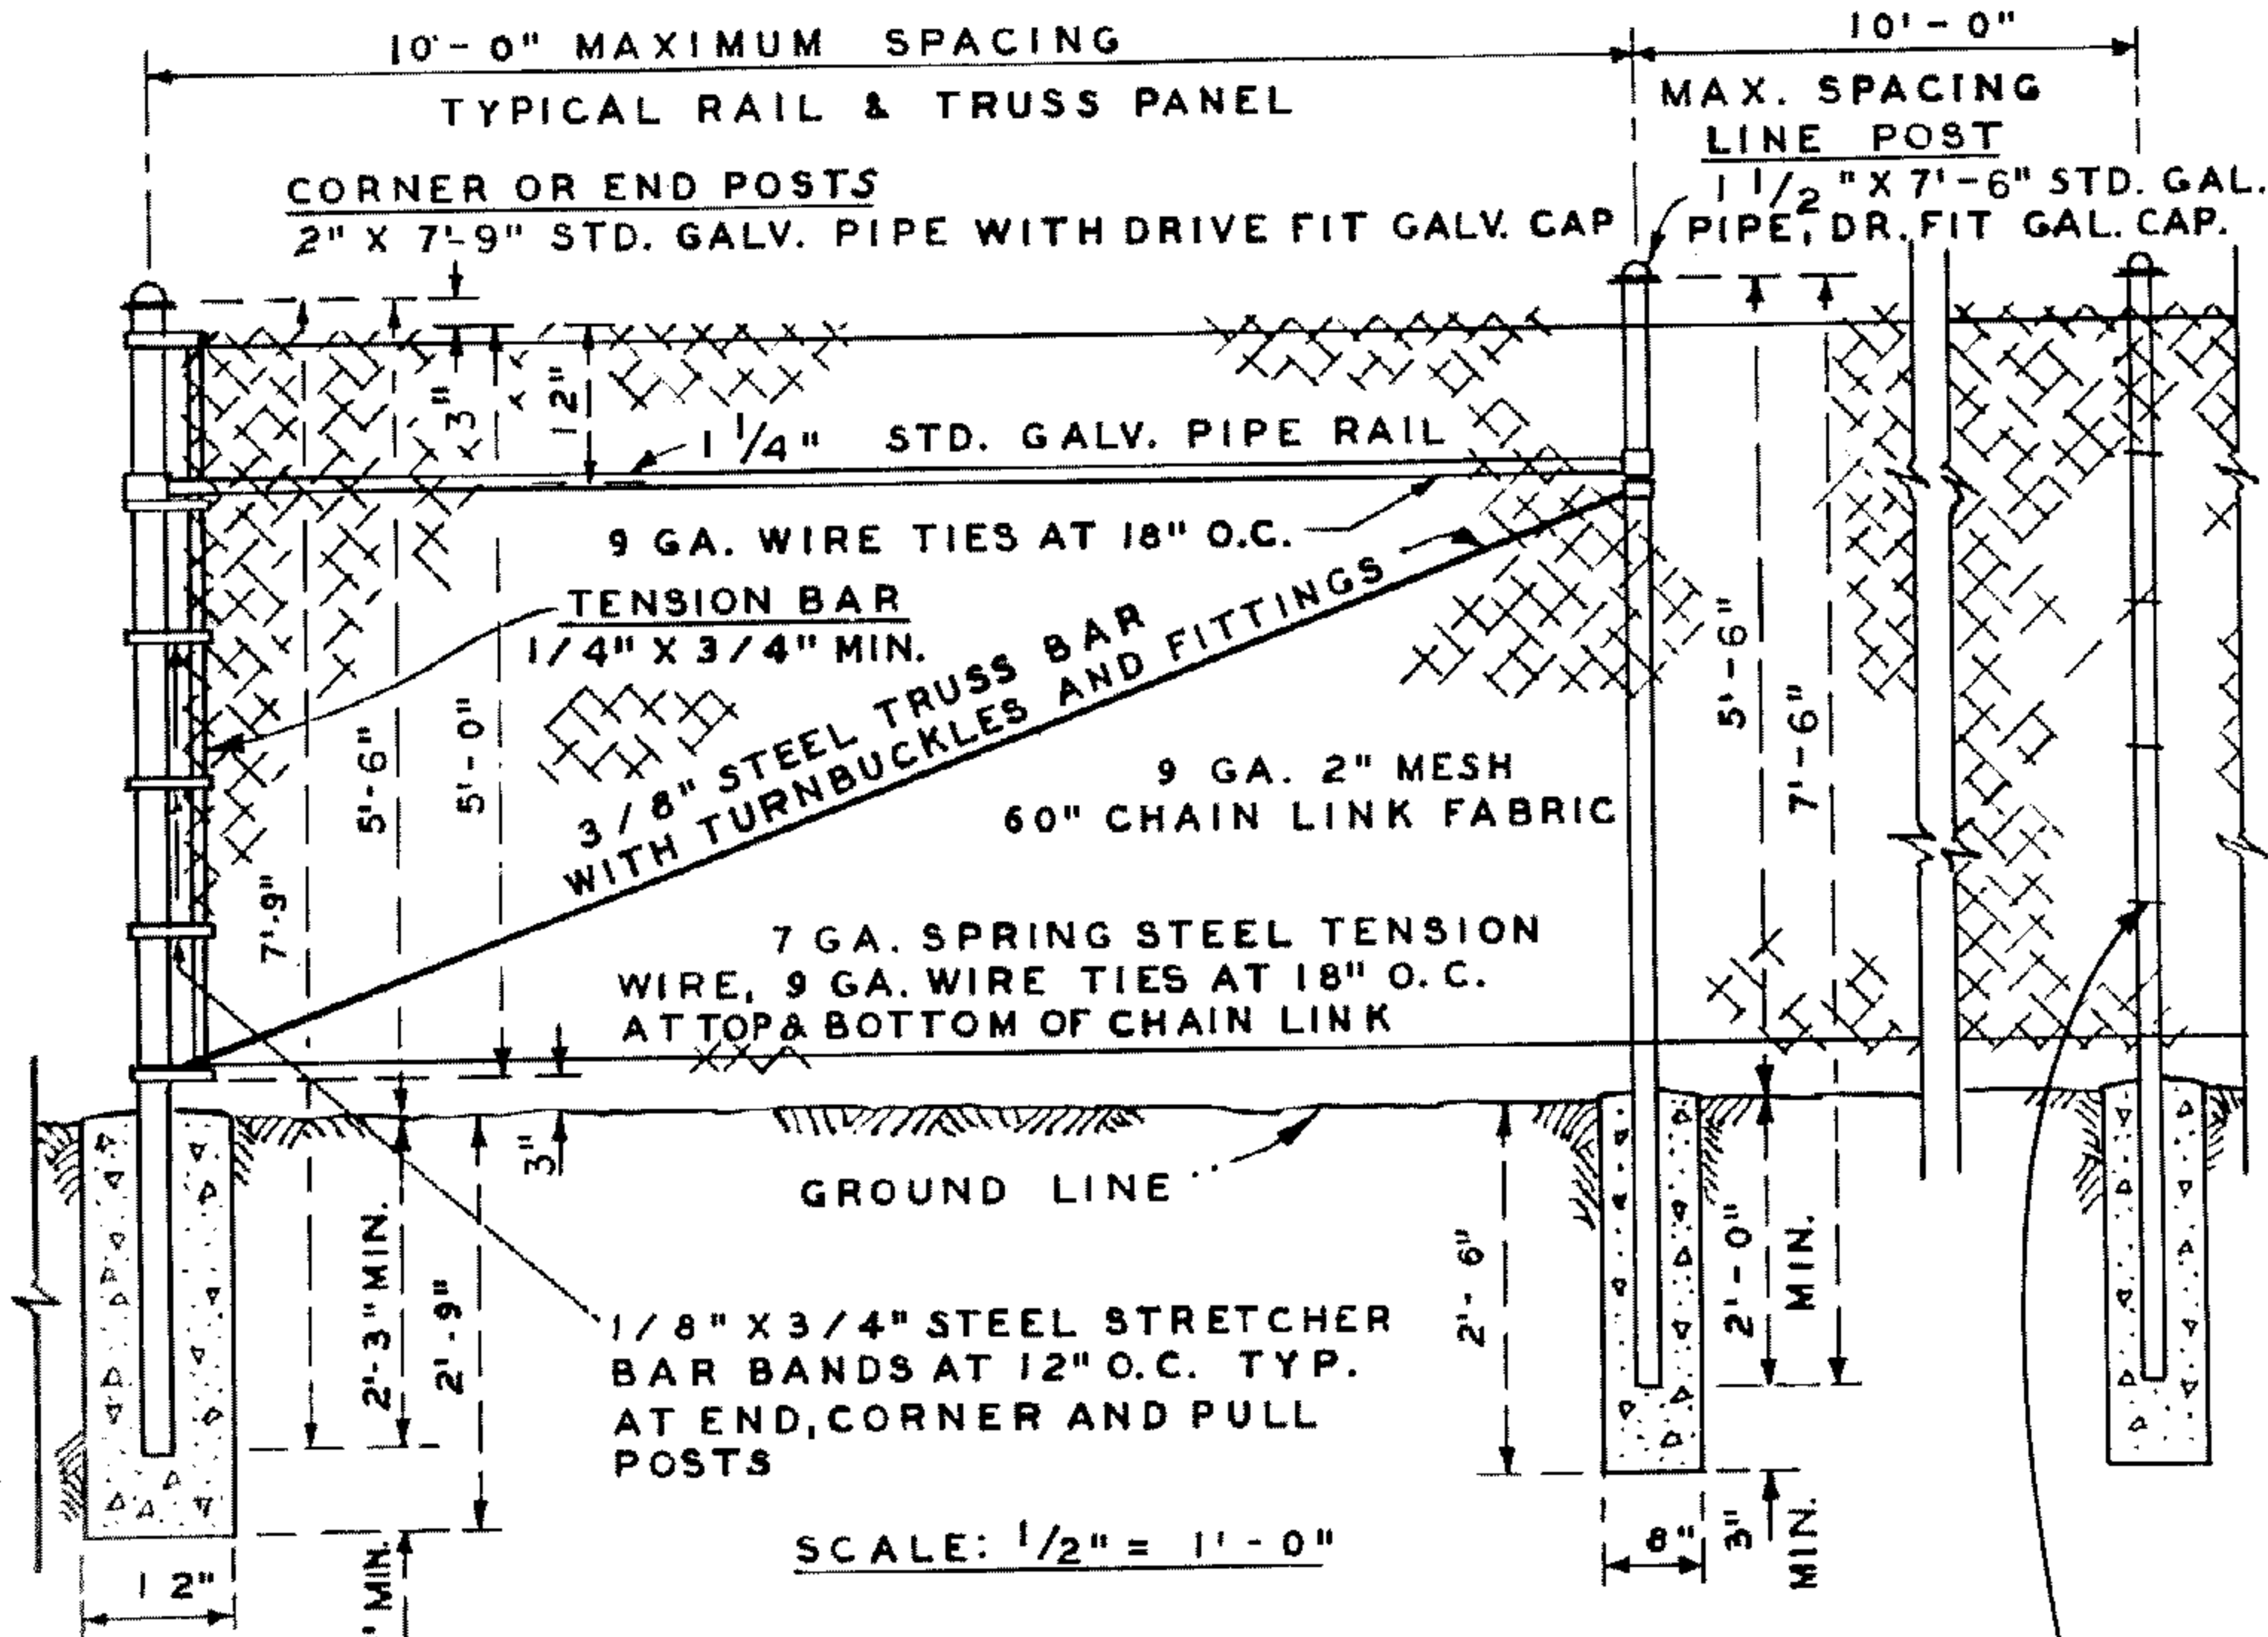 10'-0" MAXIMUM SPACING
TYPICAL RAIL & TRUSS PANEL
10'-0"
MAX. SPACING
LINE POST
1 1/2" X 7'-6" STD. GAL.
PIPE, DR. FIT GAL. CAP.
CORNER OR END POSTS
2" X 7'-9" STD. GALV. PIPE WITH DRIVE FIT GALV. CAP
3"
12"
1 1/4" STD. GALV. PIPE RAIL
9 GA. WIRE TIES AT 18" O.C.
TENSION BAR
1/4" X 3/4" MIN.
3/8" STEEL TRUSS BAR
WITH TURNBUCKLES AND FITTINGS
7'-9"
5'-6"
5'-0"
9 GA. 2" MESH
60" CHAIN LINK FABRIC
5'-6"
7'-6"
7 GA. SPRING STEEL TENSION
WIRE, 9 GA. WIRE TIES AT 18" O.C.
AT TOP & BOTTOM OF CHAIN LINK
3"
GROUND LINE
2'-3" MIN.
2'-9"
1/8" X 3/4" STEEL STRETCHER
BAR BANDS AT 12" O.C. TYP.
AT END, CORNER AND PULL
POSTS
2'-6"
2'-0"
MIN.
SCALE: 1/2" = 1'-0"
12"
MIN.
8"
3"
MIN.